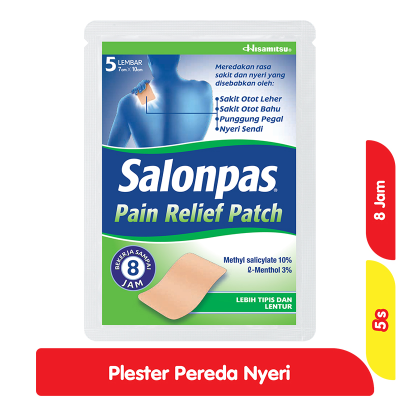 Hisamitsu®
5 LEMBAR
7cm x 10cm
Meredakan rasa
sakit dan nyeri yang
disebabkan oleh:
•Sakit Otot Leher
•Sakit Otot Bahu
•Punggung Pegal
•Nyeri Sendi
Salonpas®
Pain Relief Patch
BEKERJA SAMPAI
8
JAM
Methyl salicylate 10%
ℓ-Menthol 3%
LEBIH TIPIS DAN
LENTUR
8 Jam
5s
Plester Pereda Nyeri